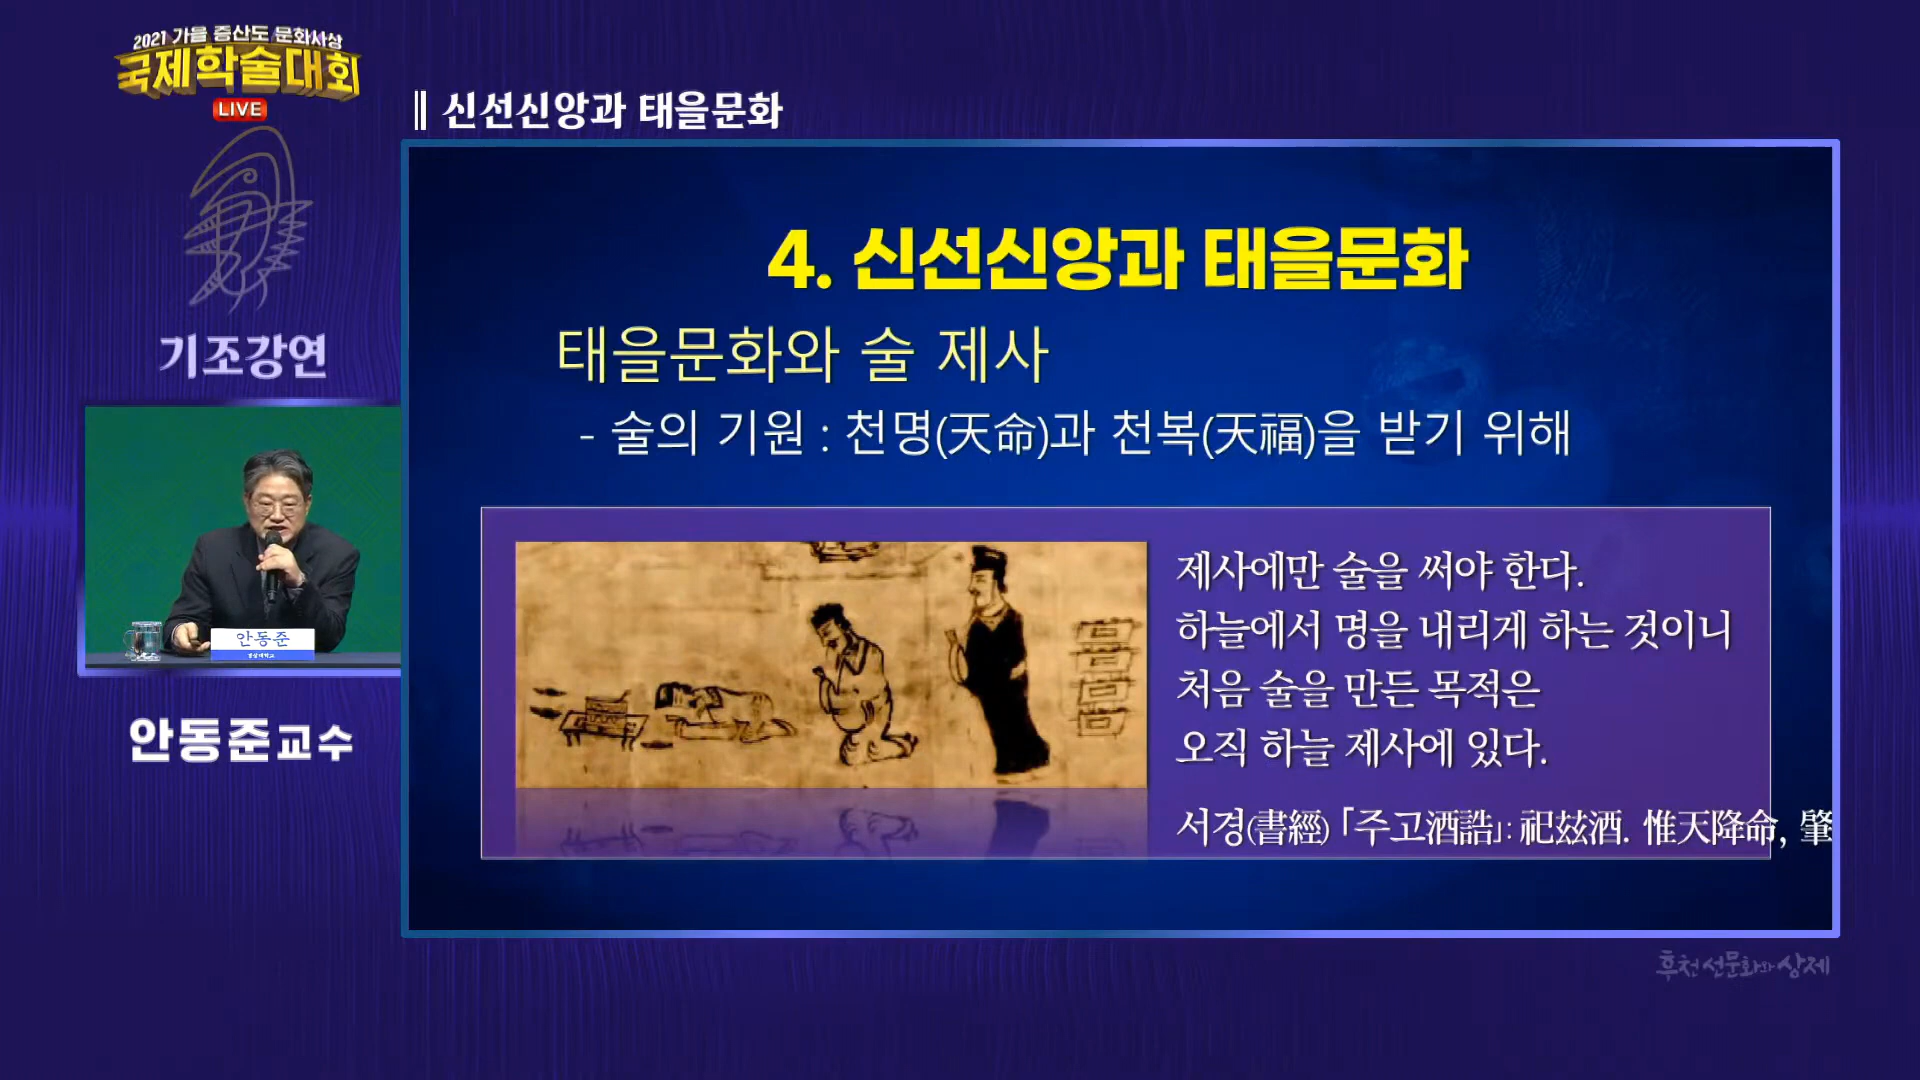 2021 가을 증산도 문화사상
국제학술대회
LIVE
기조강연
안동준
경상대학교
안동준교수
신선신앙과 태을문화
4. 신선신앙과 태을문화
태을문화와 술 제사
- 술의 기원 : 천명(天命)과 천복(天福)을 받기 위해
제사에만 술을 써야 한다.
하늘에서 명을 내리게 하는 것이니
처음 술을 만든 목적은
오직 하늘 제사에 있다.
서경(書經)「주고酒誥」: 祀玆酒. 惟天降命, 肇
후천 선문화와 상제